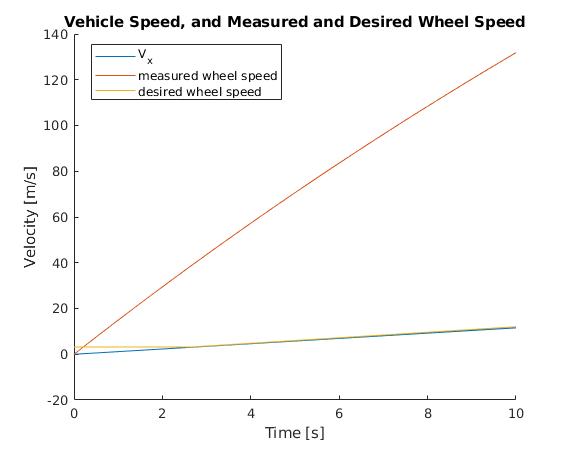 Vehicle Speed, and Measured and Desired Wheel Speed
140
120
100
80
60
40
20
0
-20
Velocity [m/s]
Vx
measured wheel speed
desired wheel speed
0 2 4 6 8 10
Time [s]